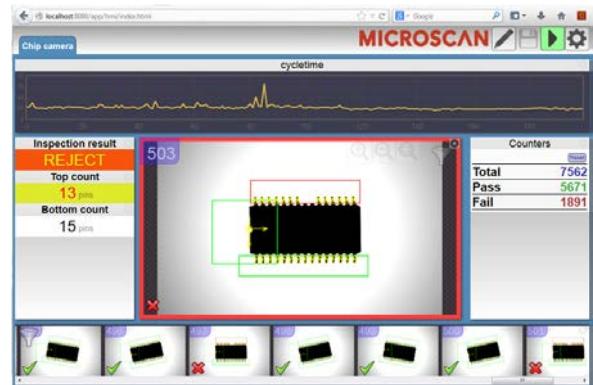 localhost:8080/app/hmi/index.html
Google
Chip camera
MICROSCAN
cycletime
Inspection result
REJECT
Top count
13 pins
Bottom count
15 pins
503
Counters
Total 7562
Pass 5671
Fail 1891